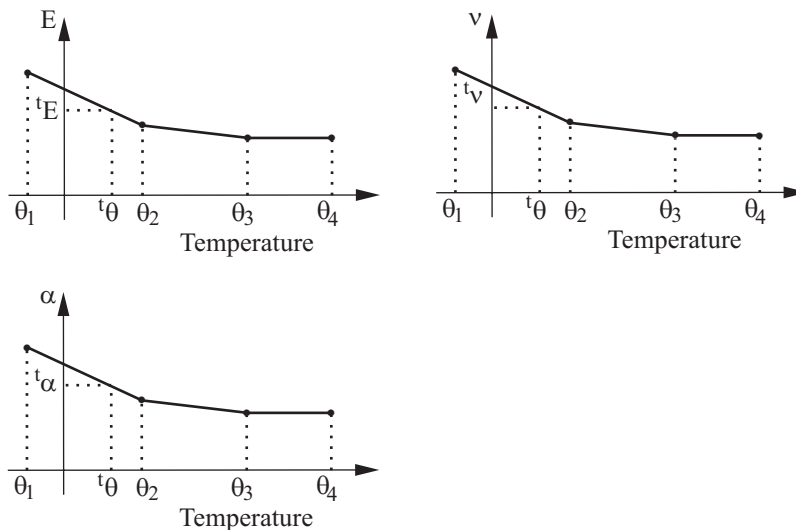 E
ᵗE
θ₁ ᵗθ θ₂ θ₃ θ₄
Temperature
ν
ᵗν
θ₁ ᵗθ θ₂ θ₃ θ₄
Temperature
α
ᵗα
θ₁ ᵗθ θ₂ θ₃ θ₄
Temperature